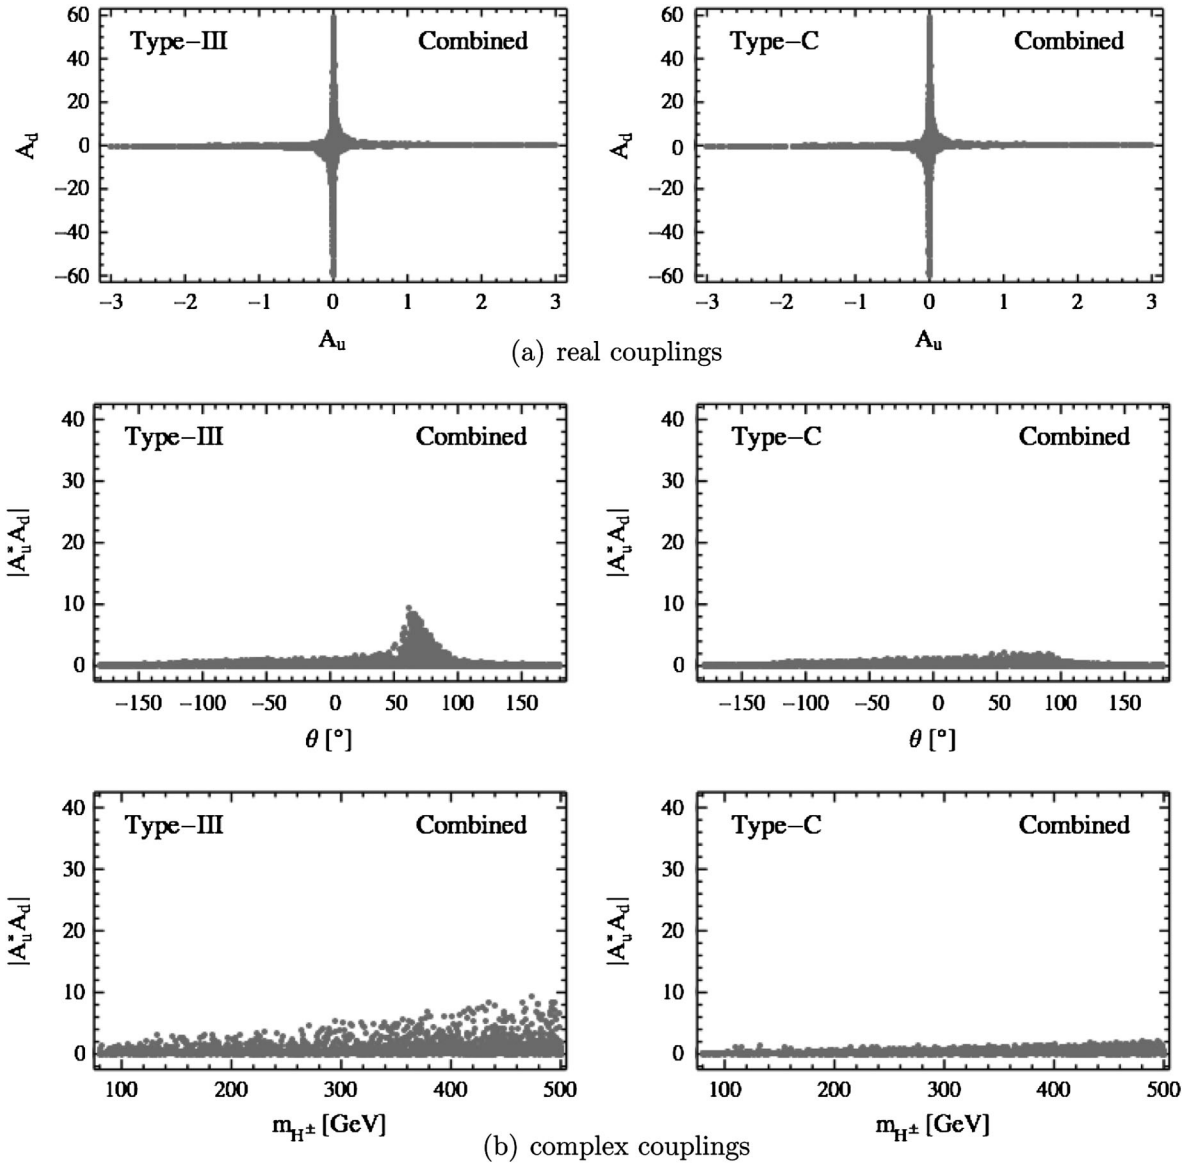 60
40
20
0
−20
−40
−60
A_d
Type−III Combined
−3 −2 −1 0 1 2 3
A_u
60
40
20
0
−20
−40
−60
A_d
Type−C Combined
−3 −2 −1 0 1 2 3
A_u
(a) real couplings
40
30
20
10
0
|A_u^* A_d|
Type−III Combined
−150 −100 −50 0 50 100 150
θ [°]
40
30
20
10
0
|A_u^* A_d|
Type−C Combined
−150 −100 −50 0 50 100 150
θ [°]
40
30
20
10
0
|A_u^* A_d|
Type−III Combined
100 200 300 400 500
m_{H^±} [GeV]
40
30
20
10
0
|A_u^* A_d|
Type−C Combined
100 200 300 400 500
m_{H^±} [GeV]
(b) complex couplings